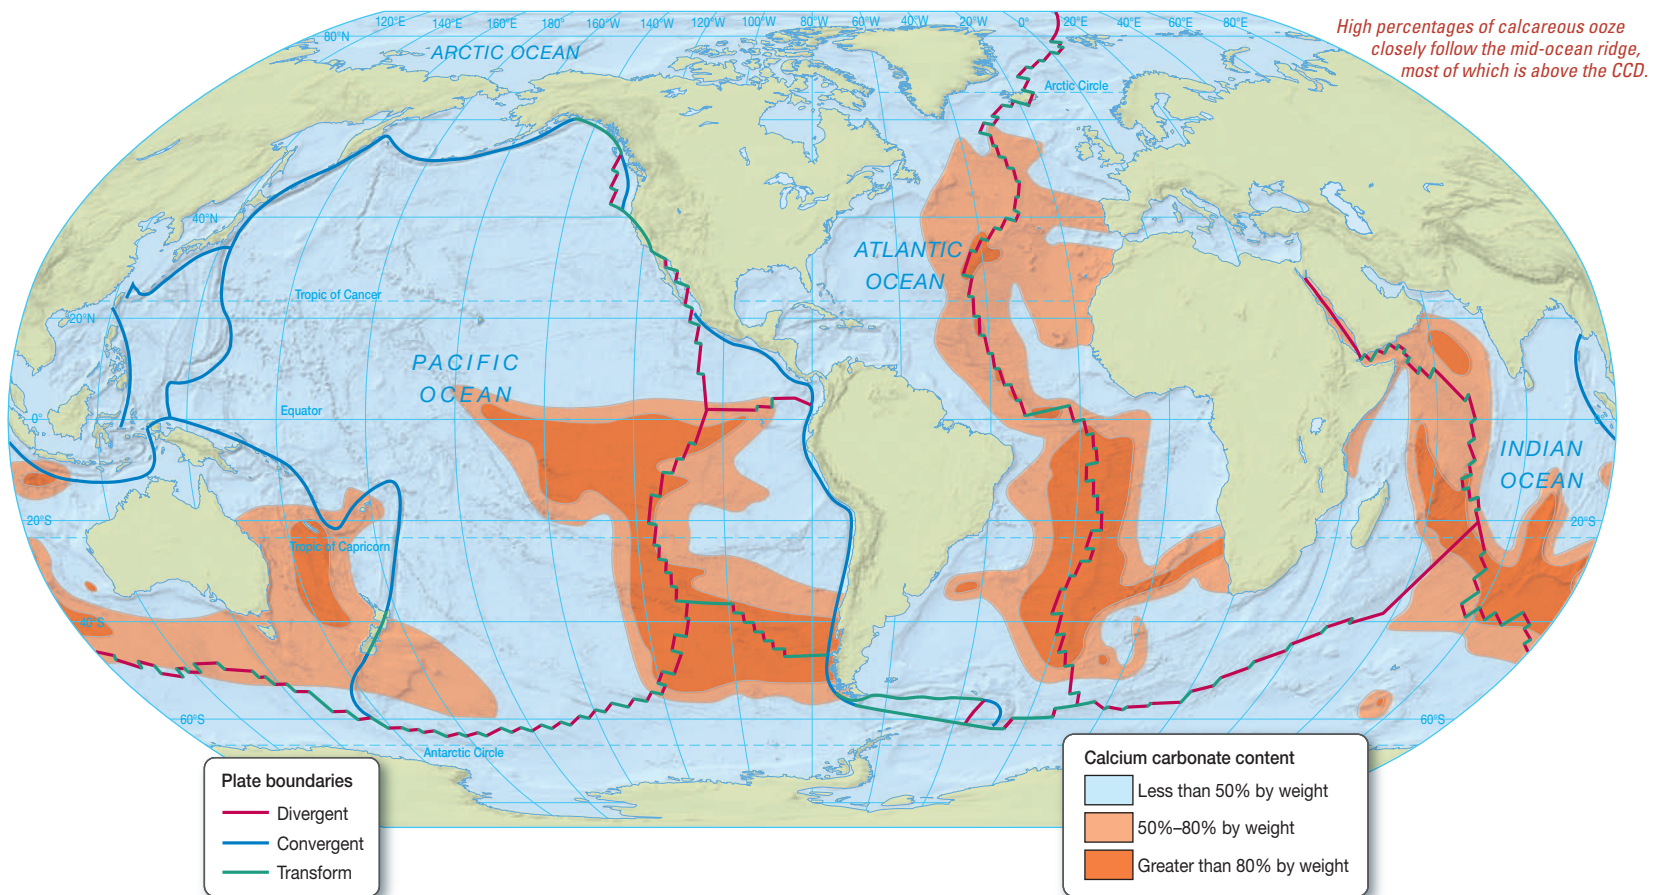 120°E 140°E 160°E 180° 160°W 140°W 120°W 100°W 80°W 60°W 40°W 20°W 0° 20°E 40°E 60°E 80°E
High percentages of calcareous ooze
closely follow the mid-ocean ridge,
most of which is above the CCD.
80°N
ARCTIC OCEAN
Arctic Circle
40°N
ATLANTIC
OCEAN
Tropic of Cancer
20°N
PACIFIC
OCEAN
Equator
0°
0°
INDIAN
OCEAN
20°S
20°S
Tropic of Capricorn
40°S
60°S
60°S
Antarctic Circle
Plate boundaries
Divergent
Convergent
Transform
Calcium carbonate content
Less than 50% by weight
50%–80% by weight
Greater than 80% by weight